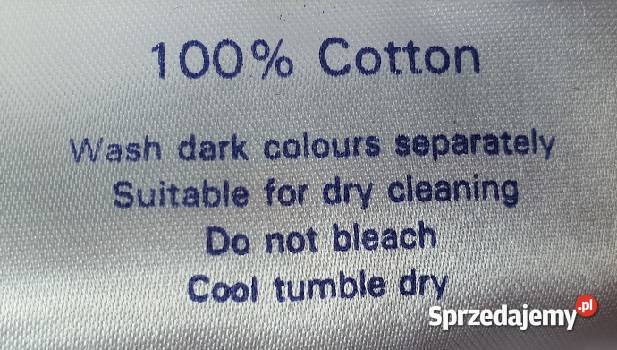 100% Cotton
Wash dark colours separately
Suitable for dry cleaning
Do not bleach
Cool tumble dry
Sprzedajemy.pl